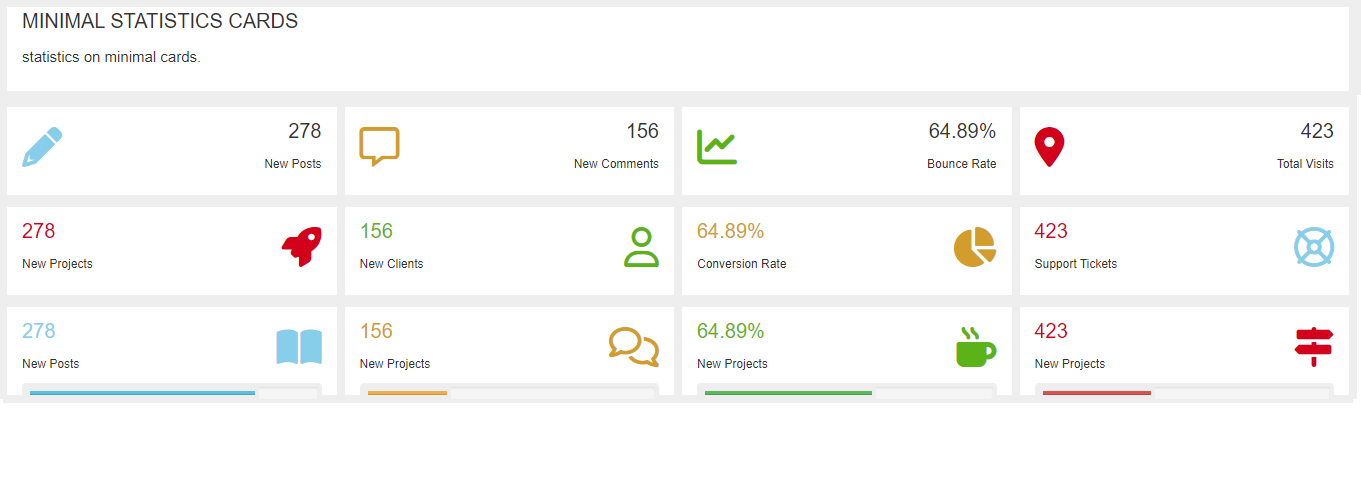 MINIMAL STATISTICS CARDS
statistics on minimal cards.
278
New Posts
156
New Comments
64.89%
Bounce Rate
423
Total Visits
278
New Projects
156
New Clients
64.89%
Conversion Rate
423
Support Tickets
278
New Posts
156
New Projects
64.89%
New Projects
423
New Projects